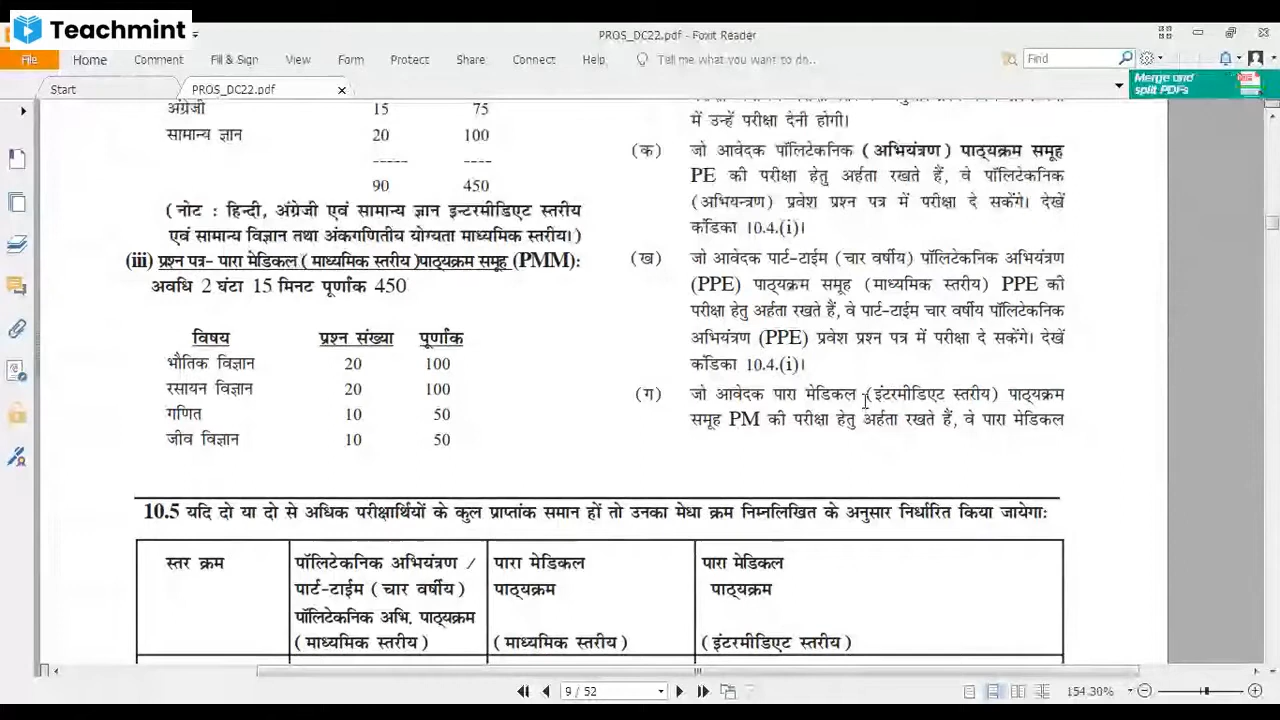 Teachmint
PROS_DC22.pdf - Foxit Reader
File Home Comment Fill & Sign View Form Protect Share Connect Help Tell me what you want to do.. Find
Start PROS_DC22.pdf
Merge and
split PDFs
अंग्रेजी 15 75
सामान्य ज्ञान 20 100
----- ----
90 450
( नोट : हिन्दी, अंग्रेजी एवं सामान्य ज्ञान इन्टरमीडिएट स्तरीय
एवं सामान्य विज्ञान तथा अंकगणितीय योग्यता माध्यमिक स्तरीय। )
(iii) प्रश्न पत्र- पारा मेडिकल ( माध्यमिक स्तरीय )पाठ्यक्रम समूह (PMM):
अवधि 2 घंटा 15 मिनट पूर्णांक 450
विषय प्रश्न संख्या पूर्णांक
भौतिक विज्ञान 20 100
रसायन विज्ञान 20 100
गणित 10 50
जीव विज्ञान 10 50
में उन्हें परीक्षा देनी होगी।
(क) जो आवेदक पॉलिटेकनिक (अभियंत्रण) पाठ्यक्रम समूह
PE की परीक्षा हेतु अर्हता रखते हैं, वे पॉलिटेकनिक
(अभियन्त्रण) प्रवेश प्रश्न पत्र में परीक्षा दे सकेंगे। देखें
कंडिका 10.4.(i)।
(ख) जो आवेदक पार्ट-टाईम (चार वर्षीय) पॉलिटेकनिक अभियंत्रण
(PPE) पाठ्यक्रम समूह (माध्यमिक स्तरीय) PPE की
परीक्षा हेतु अर्हता रखते हैं, वे पार्ट-टाईम चार वर्षीय पॉलिटेकनिक
अभियंत्रण (PPE) प्रवेश प्रश्न पत्र में परीक्षा दे सकेंगे। देखें
कंडिका 10.4.(i)।
(ग) जो आवेदक पारा मेडिकल (इंटरमीडिएट स्तरीय) पाठ्यक्रम
समूह PM की परीक्षा हेतु अर्हता रखते हैं, वे पारा मेडिकल
10.5 यदि दो या दो से अधिक परीक्षार्थियों के कुल प्राप्तांक समान हों तो उनका मेधा क्रम निम्नलिखित के अनुसार निर्धारित किया जायेगा:
स्तर क्रम पॉलिटेकनिक अभियंत्रण / पारा मेडिकल पारा मेडिकल
पार्ट-टाईम ( चार वर्षीय ) पाठ्यक्रम पाठ्यक्रम
पॉलिटेकनिक अभि. पाठ्यक्रम
( माध्यमिक स्तरीय ) ( माध्यमिक स्तरीय ) ( इंटरमीडिएट स्तरीय )
9 / 52 154.30%